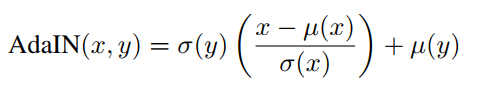 AdaIN(x, y) = σ(y) ( (x − μ(x)) / σ(x) ) + μ(y)